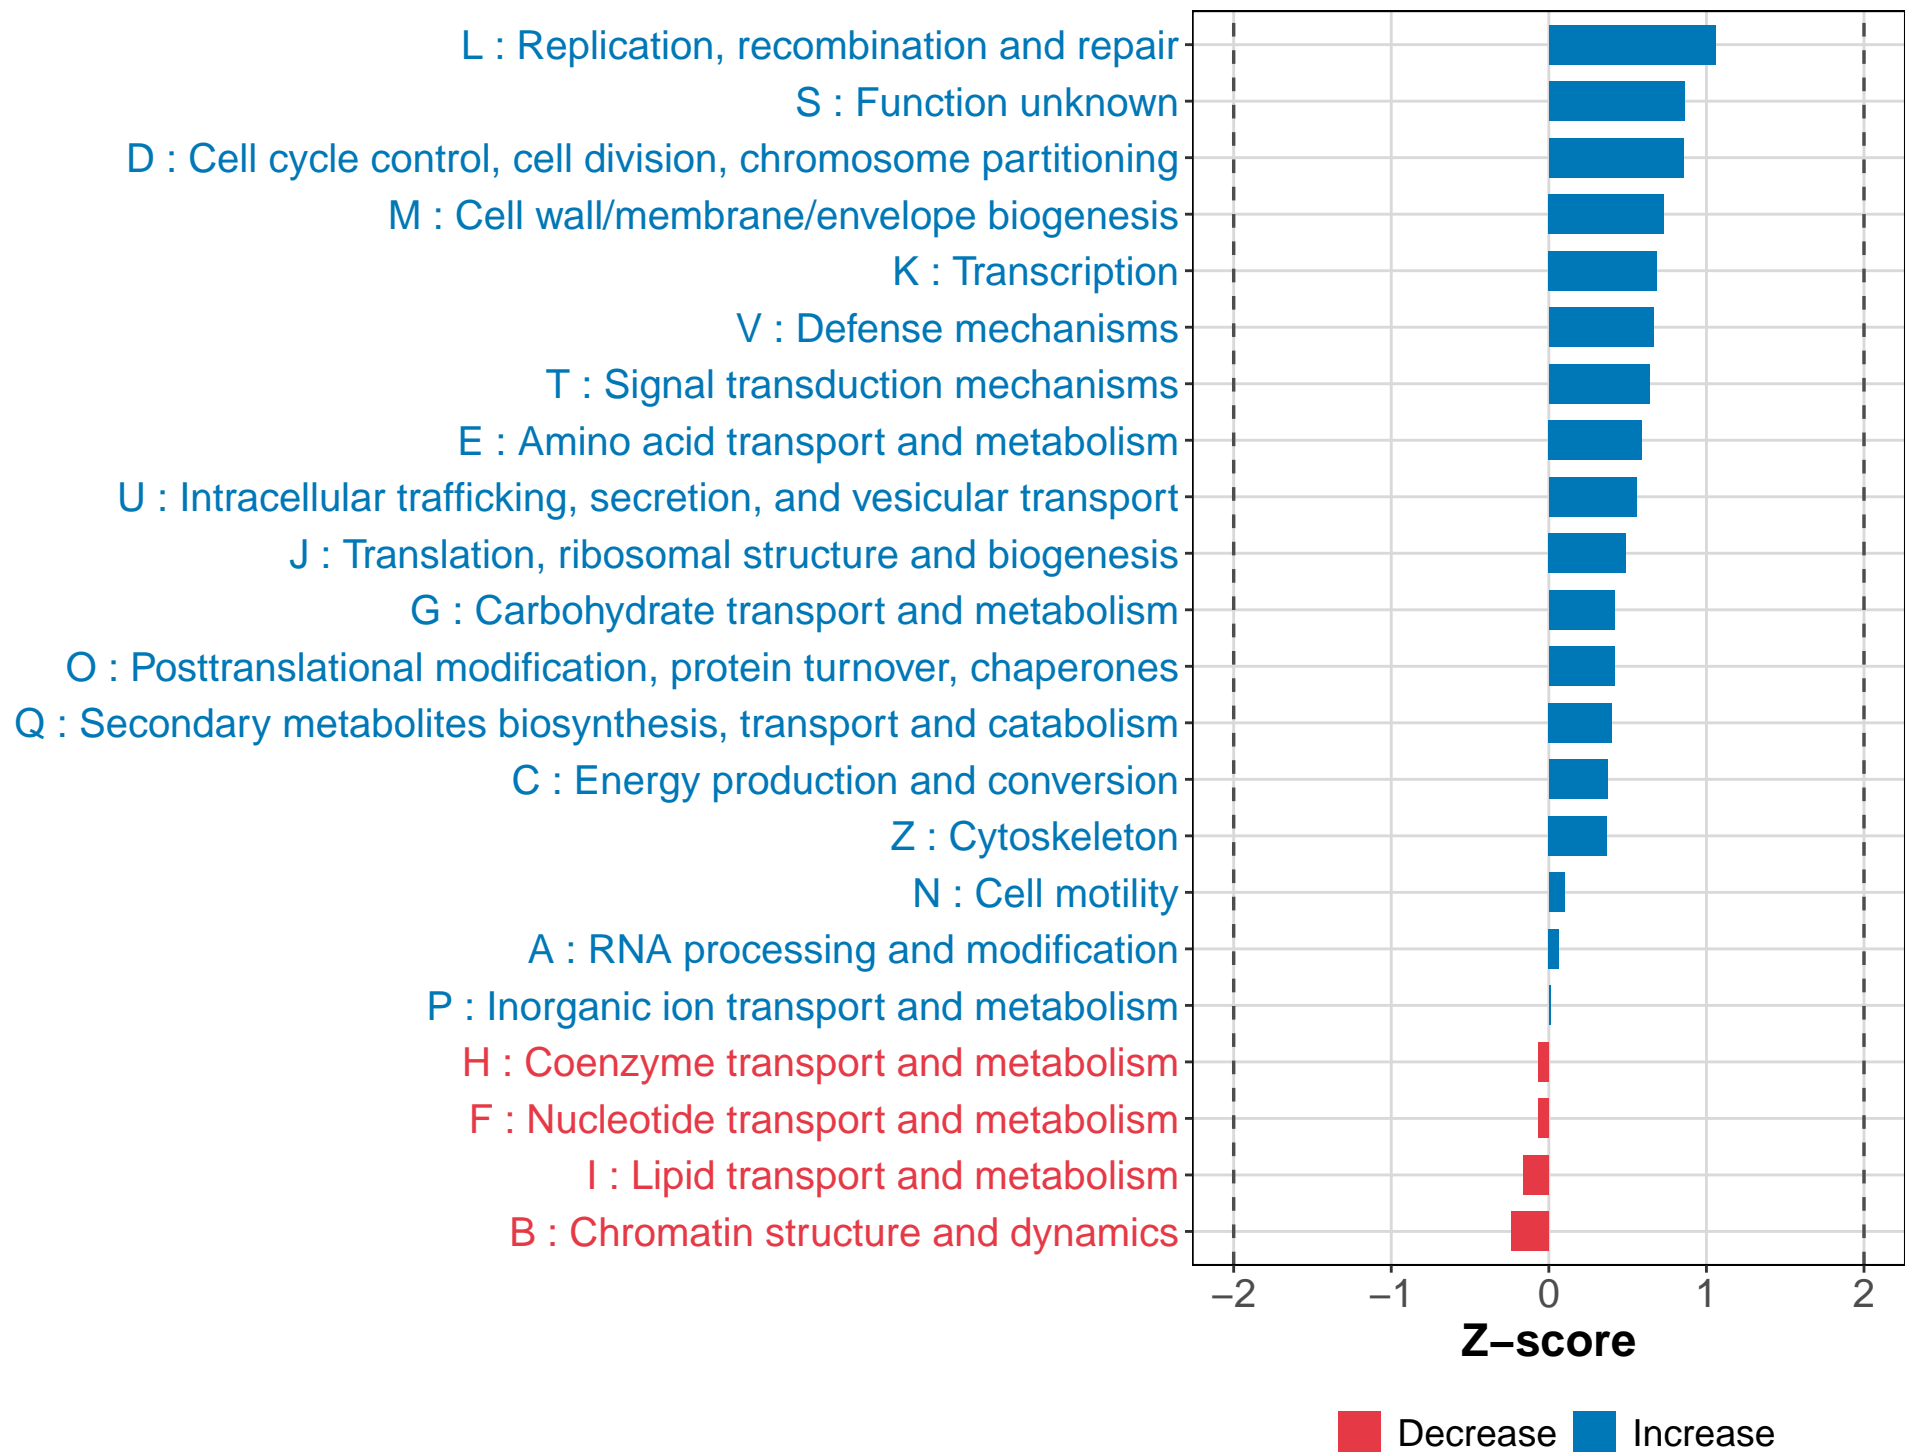 L : Replication, recombination and repair
S : Function unknown
D : Cell cycle control, cell division, chromosome partitioning
M : Cell wall/membrane/envelope biogenesis
K : Transcription
V : Defense mechanisms
T : Signal transduction mechanisms
E : Amino acid transport and metabolism
U : Intracellular trafficking, secretion, and vesicular transport
J : Translation, ribosomal structure and biogenesis
G : Carbohydrate transport and metabolism
O : Posttranslational modification, protein turnover, chaperones
Q : Secondary metabolites biosynthesis, transport and catabolism
C : Energy production and conversion
Z : Cytoskeleton
N : Cell motility
A : RNA processing and modification
P : Inorganic ion transport and metabolism
H : Coenzyme transport and metabolism
F : Nucleotide transport and metabolism
I : Lipid transport and metabolism
B : Chromatin structure and dynamics
−2 −1 0 1 2
Z−score
Decrease Increase